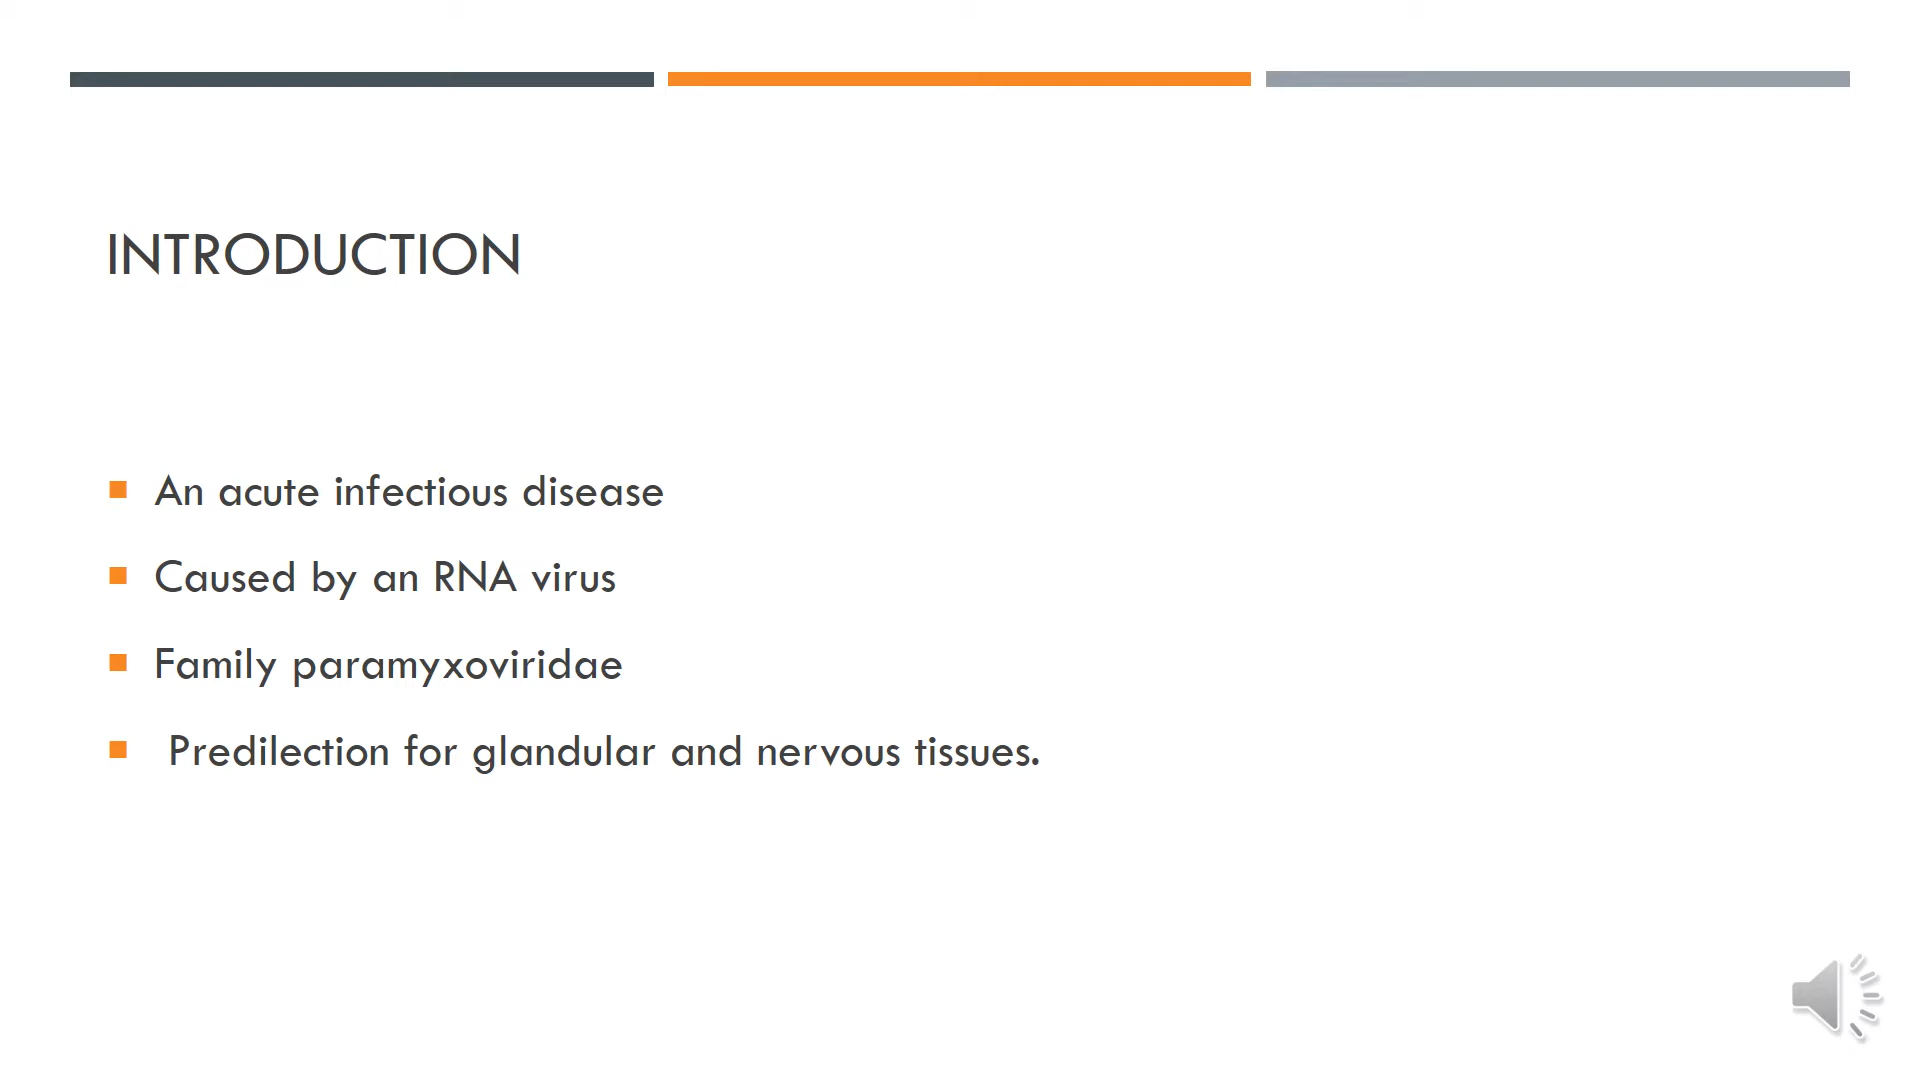 INTRODUCTION
An acute infectious disease
Caused by an RNA virus
Family paramyxoviridae
Predilection for glandular and nervous tissues.